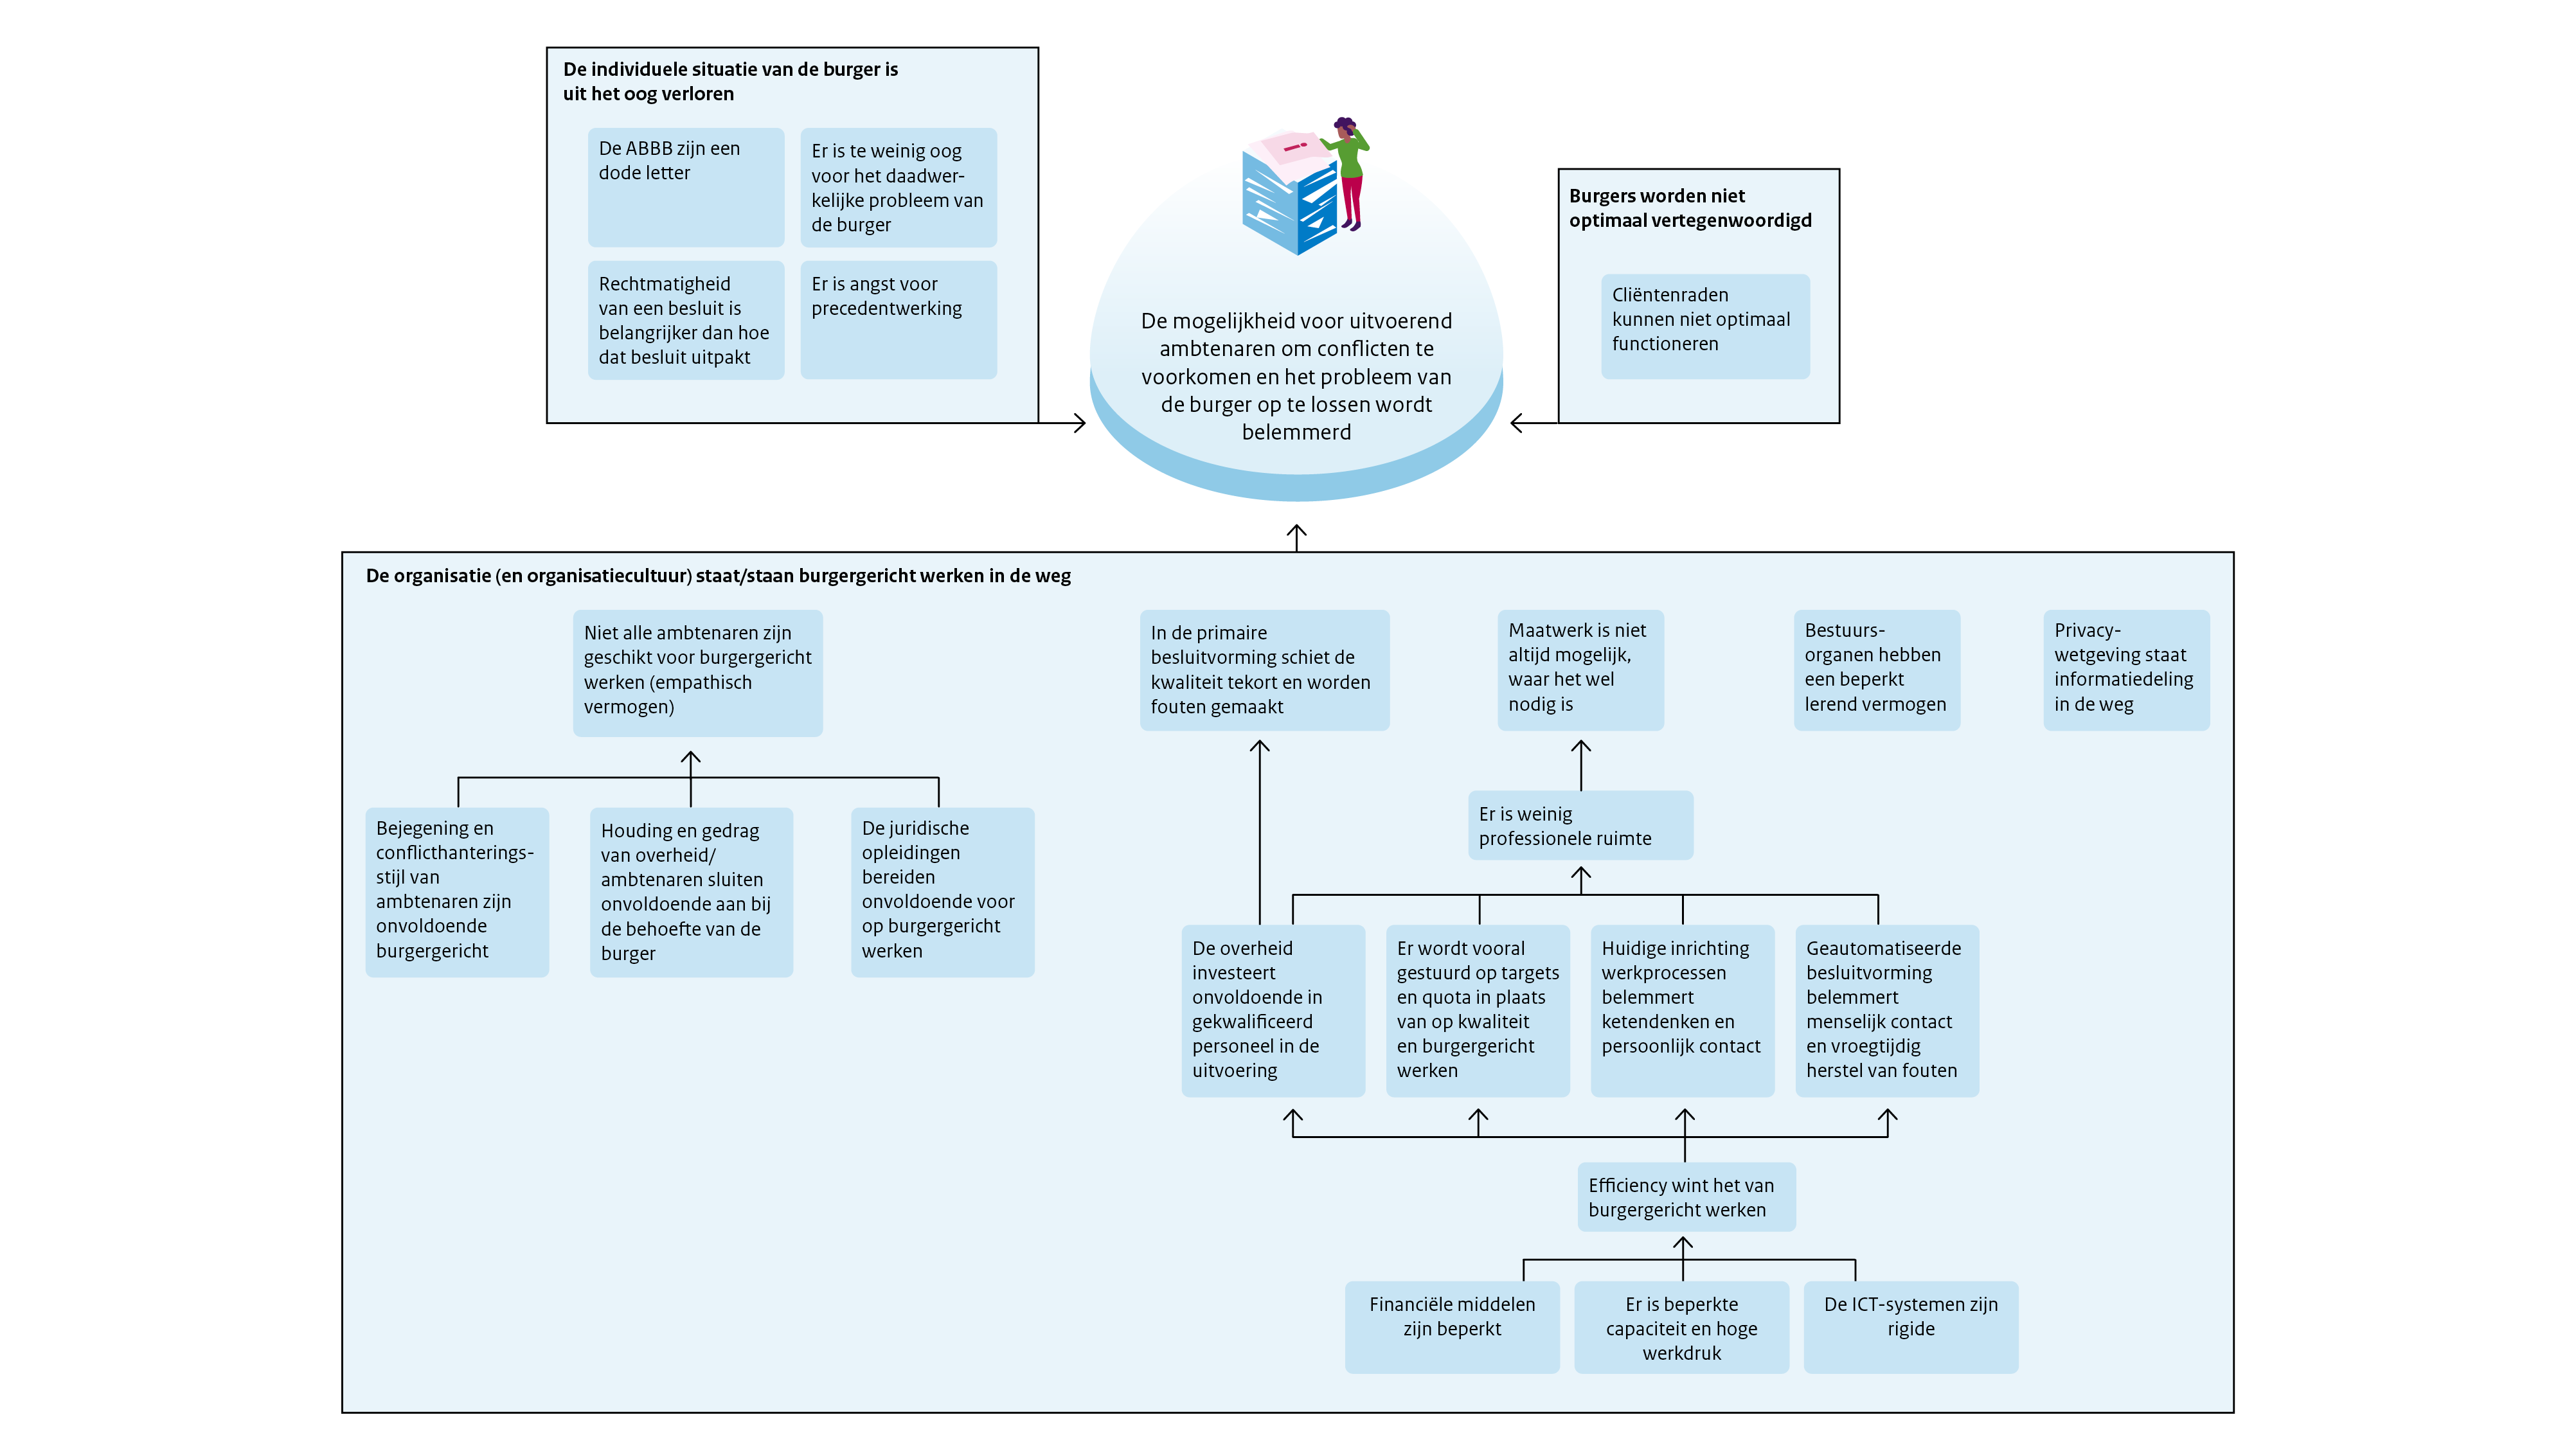 De individuele situatie van de burger is
uit het oog verloren
De ABBB zijn een
dode letter
Er is te weinig oog
voor het daadwer-
kelijke probleem van
de burger
Rechtmatigheid
van een besluit is
belangrijker dan hoe
dat besluit uitpakt
Er is angst voor
precedentwerking
De mogelijkheid voor uitvoerend
ambtenaren om conflicten te
voorkomen en het probleem van
de burger op te lossen wordt
belemmerd
Burgers worden niet
optimaal vertegenwoordigd
Cliëntenraden
kunnen niet optimaal
functioneren
De organisatie (en organisatiecultuur) staat/staan burgergericht werken in de weg
Niet alle ambtenaren zijn
geschikt voor burgergericht
werken (empathisch
vermogen)
In de primaire
besluitvorming schiet de
kwaliteit tekort en worden
fouten gemaakt
Maatwerk is niet
altijd mogelijk,
waar het wel
nodig is
Bestuurs-
organen hebben
een beperkt
lerend vermogen
Privacy-
wetgeving staat
informatiedeling
in de weg
Bejegening en
conflicthanterings-
stijl van
ambtenaren zijn
onvoldoende
burgergericht
Houding en gedrag
van overheid/
ambtenaren sluiten
onvoldoende aan bij
de behoefte van de
burger
De juridische
opleidingen
bereiden
onvoldoende voor
op burgergericht
werken
Er is weinig
professionele ruimte
De overheid
investeert
onvoldoende in
gekwalificeerd
personeel in de
uitvoering
Er wordt vooral
gestuurd op targets
en quota in plaats
van op kwaliteit
en burgergericht
werken
Huidige inrichting
werkprocessen
belemmert
ketendenken en
persoonlijk contact
Geautomatiseerde
besluitvorming
belemmert
menselijk contact
en vroegtijdig
herstel van fouten
Efficiency wint het van
burgergericht werken
Financiële middelen
zijn beperkt
Er is beperkte
capaciteit en hoge
werkdruk
De ICT-systemen zijn
rigide